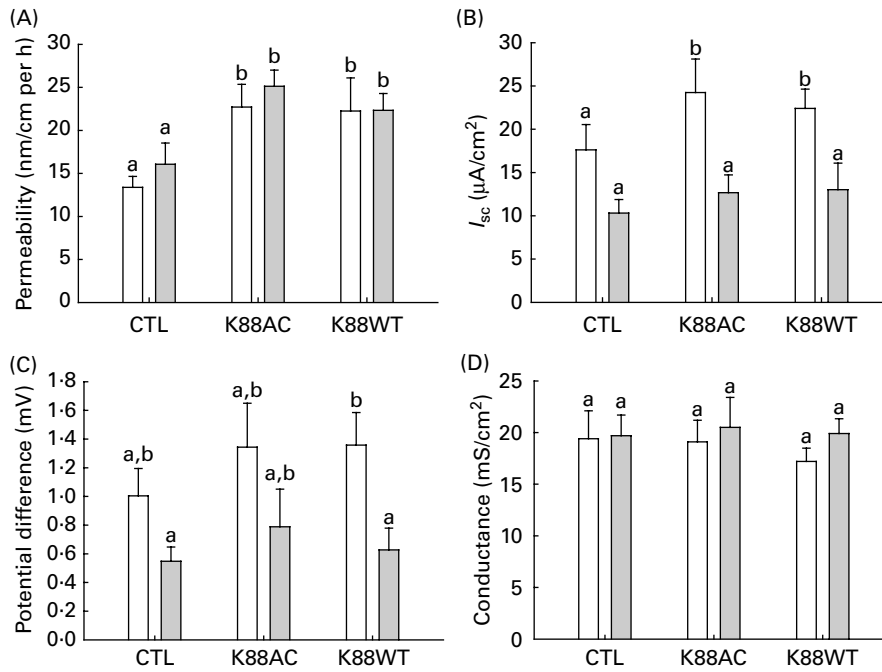 (A)
Permeability (nm/cm per h)
30
25
20
15
10
5
0
a
a
b
b
b
b
CTL
K88AC
K88WT
(B)
I_sc (μA/cm²)
30
25
20
15
10
5
0
a
a
b
a
b
a
CTL
K88AC
K88WT
(C)
Potential difference (mV)
1·8
1·6
1·4
1·2
1·0
0·8
0·6
0·4
0·2
0·0
a,b
a
a,b
a,b
b
a
CTL
K88AC
K88WT
(D)
Conductance (mS/cm²)
25
20
15
10
5
0
a
a
a
a
a
a
CTL
K88AC
K88WT